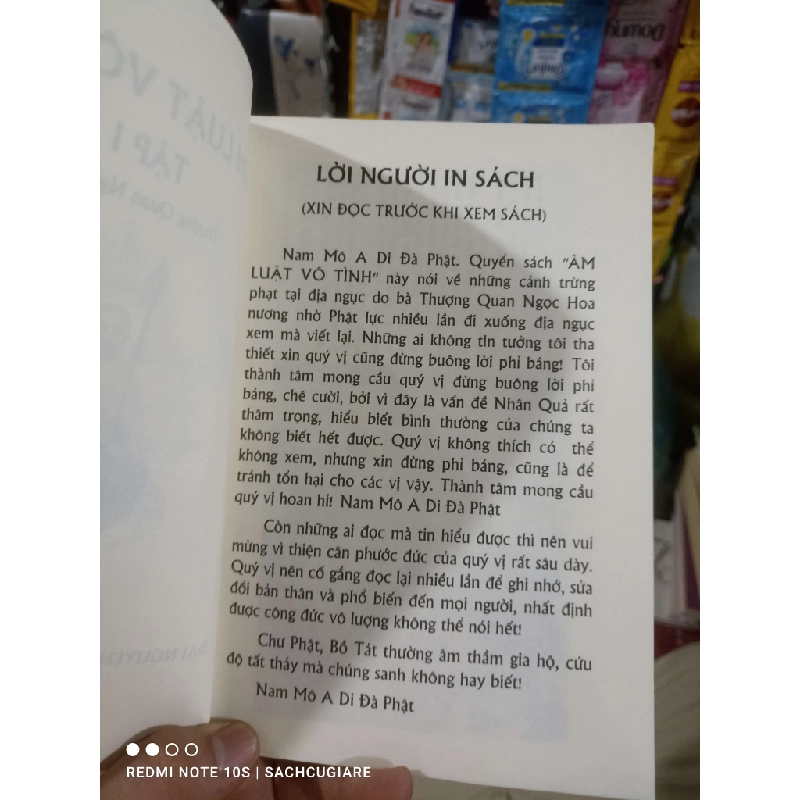 LUẬT VÔ
TẬP I
Thượng Quan Ngọ
ĐẠI NGUYỆN
LỜI NGƯỜI IN SÁCH
(XIN ĐỌC TRƯỚC KHI XEM SÁCH)
Nam Mô A Di Đà Phật. Quyển sách "ÂM
LUẬT VÔ TÌNH" này nói về những cảnh trừng
phạt tại địa ngục do bà Thượng Quan Ngọc Hoa
nương nhờ Phật lực nhiều lần đi xuống địa ngục
xem mà viết lại. Những ai không tin tưởng tôi tha
thiết xin quý vị cũng đừng buông lời phỉ báng! Tôi
thành tâm mong cầu quý vị đừng buông lời phỉ
báng, chê cười, bởi vì đây là vấn đề Nhân Quả rất
thâm trọng, hiểu biết bình thường của chúng ta
không biết hết được. Quý vị không thích có thể
không xem, nhưng xin đừng phỉ báng, cũng là để
tránh tổn hại cho các vị vậy. Thành tâm mong cầu
quý vị hoan hỉ! Nam Mô A Di Đà Phật
Còn những ai đọc mà tin hiểu được thì nên vui
mừng vì thiện căn phước đức của quý vị rất sâu dày.
Quý vị nên cố gắng đọc lại nhiều lần để ghi nhớ, sửa
đổi bản thân và phổ biến đến mọi người, nhất định
được công đức vô lượng không thể nói hết!
Chư Phật, Bồ Tát thường âm thầm gia hộ, cứu
độ tất thảy mà chúng sanh không hay biết!
Nam Mô A Di Đà Phật
REDMI NOTE 10S | SACHCUGIARE